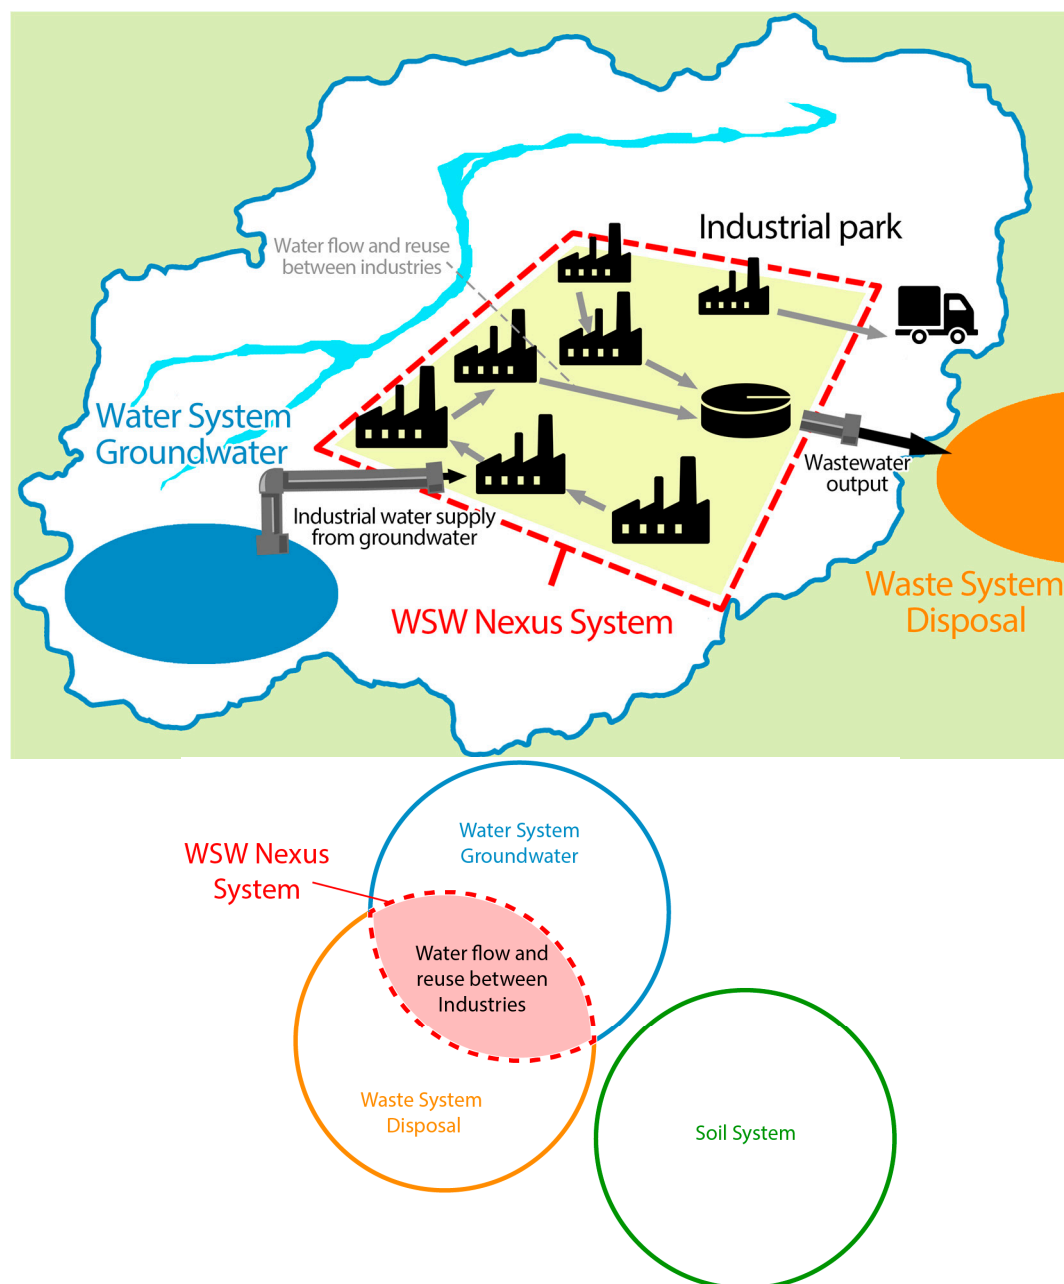 Industrial park
Water flow and reuse
between industries
Water System
Groundwater
Wastewater
output
Industrial water supply
from groundwater
Waste System
Disposal
WSW Nexus System
Water System
Groundwater
WSW Nexus
System
Water flow and
reuse between
Industries
Waste System
Disposal
Soil System